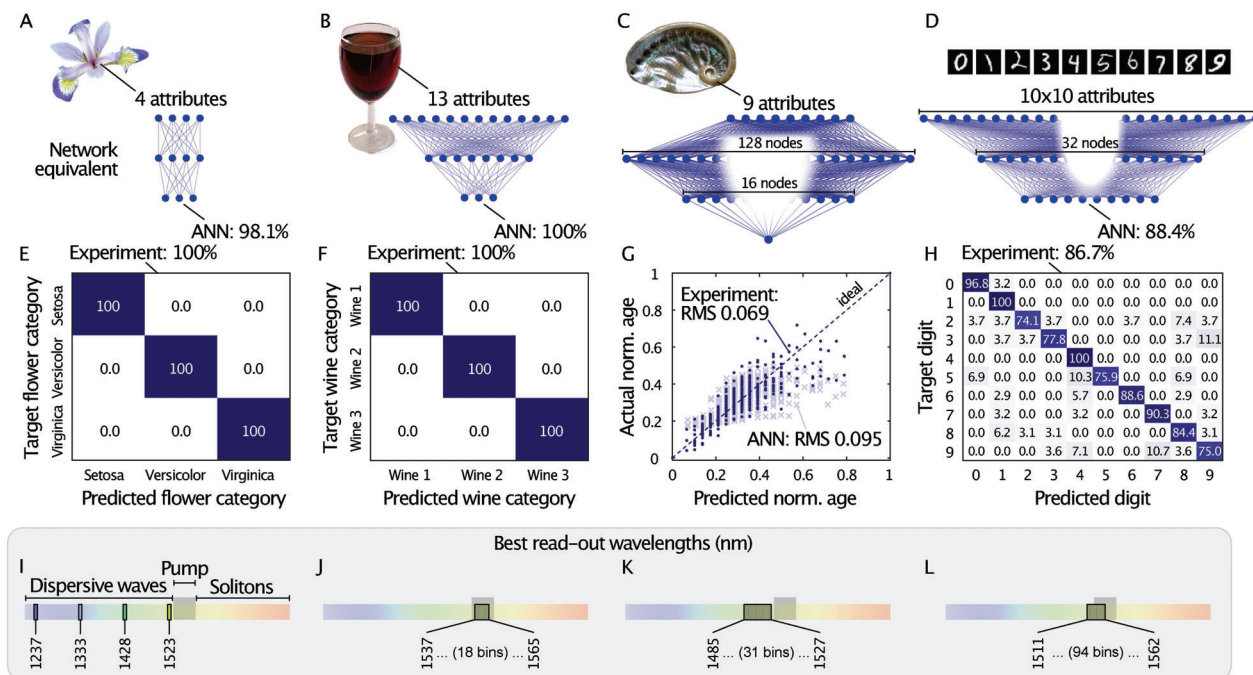 A
4 attributes
Network
equivalent
ANN: 98.1%
B
13 attributes
ANN: 100%
C
9 attributes
128 nodes
16 nodes
D
0 1 2 3 4 5 6 7 8 9
10x10 attributes
32 nodes
ANN: 88.4%
E
Experiment: 100%
Target flower category
Setosa
Versicolor
Virginica
100 0.0 0.0
0.0 100 0.0
0.0 0.0 100
Setosa Versicolor Virginica
Predicted flower category
F
Experiment: 100%
Target wine category
Wine 1
Wine 2
Wine 3
100 0.0 0.0
0.0 100 0.0
0.0 0.0 100
Wine 1 Wine 2 Wine 3
Predicted wine category
G
Actual norm. age
1
0.8
0.6
0.4
0.2
0
Experiment:
RMS 0.069
ideal
ANN: RMS 0.095
0 0.2 0.4 0.6 0.8 1
Predicted norm. age
H
Experiment: 86.7%
Target digit
0 96.8 3.2 0.0 0.0 0.0 0.0 0.0 0.0 0.0 0.0
1 0.0 100 0.0 0.0 0.0 0.0 0.0 0.0 0.0 0.0
2 3.7 3.7 74.1 3.7 0.0 0.0 3.7 0.0 7.4 3.7
3 0.0 3.7 3.7 77.8 0.0 0.0 0.0 0.0 3.7 11.1
4 0.0 0.0 0.0 0.0 100 0.0 0.0 0.0 0.0 0.0
5 6.9 0.0 0.0 0.0 10.3 75.9 0.0 0.0 6.9 0.0
6 0.0 2.9 0.0 0.0 5.7 0.0 88.6 0.0 2.9 0.0
7 0.0 3.2 0.0 0.0 3.2 0.0 0.0 90.3 0.0 3.2
8 0.0 6.2 3.1 3.1 0.0 0.0 0.0 0.0 84.4 3.1
9 0.0 0.0 0.0 3.6 7.1 0.0 0.0 10.7 3.6 75.0
0 1 2 3 4 5 6 7 8 9
Predicted digit
Best read-out wavelengths (nm)
I
Pump
Dispersive waves
Solitons
1237
1333
1428
1523
J
1537 ... (18 bins) ... 1565
K
1485 ... (31 bins) ... 1527
L
1511 ... (94 bins) ... 1562